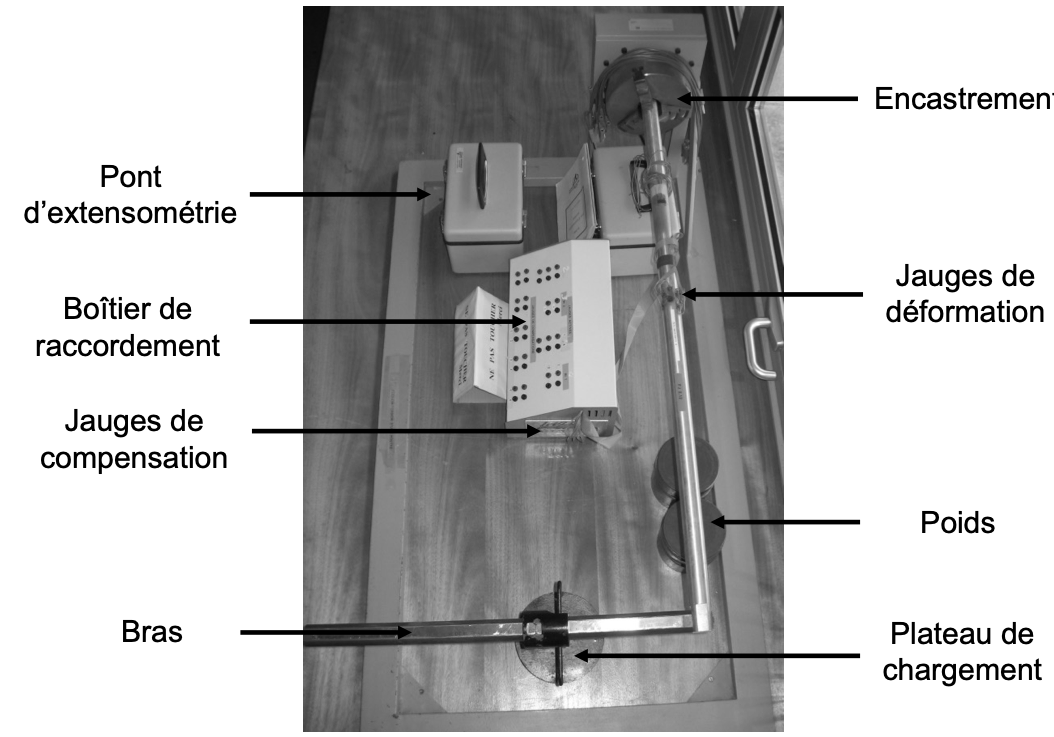 Encastrement
Pont
d’extensométrie
Jauges de
déformation
Boîtier de
raccordement
NE PAS TOUCHER
Jauges de
compensation
Poids
Bras
Plateau de
chargement